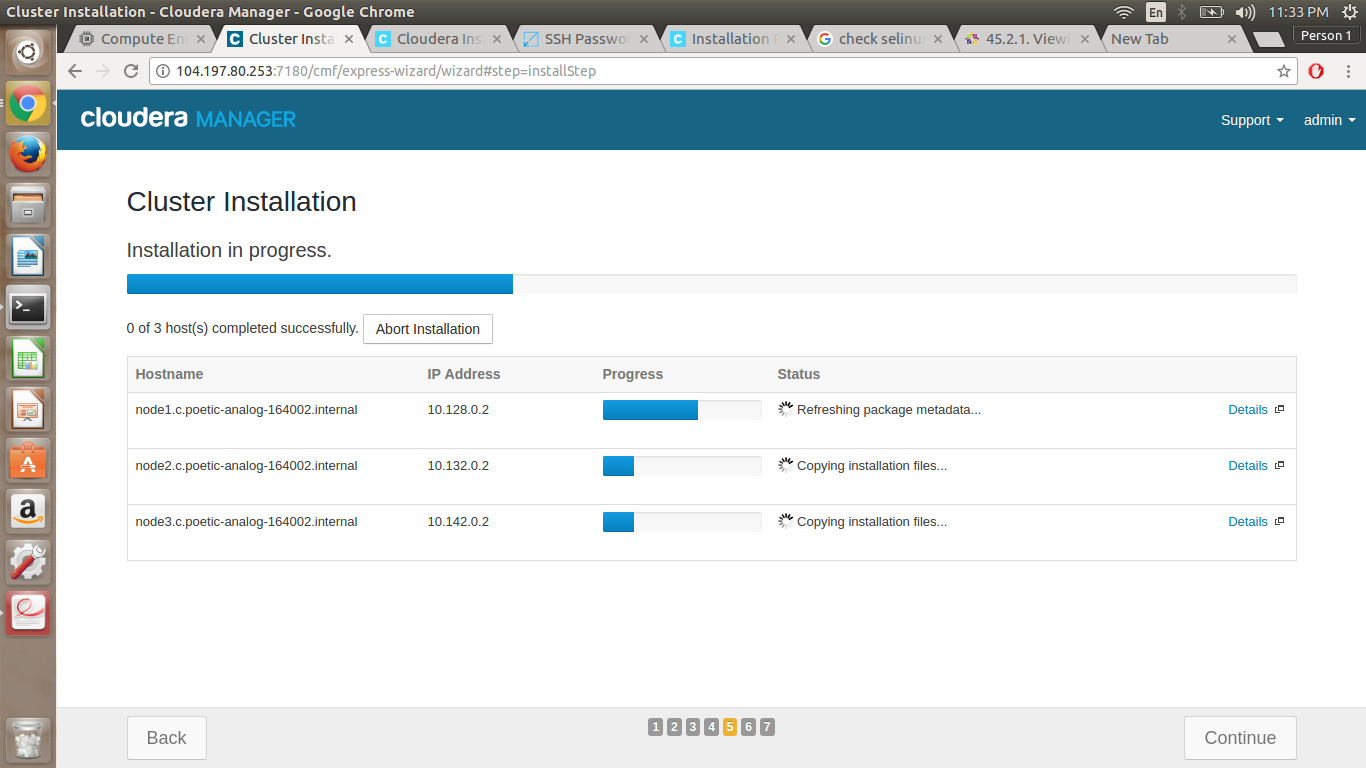 Cluster Installation - Cloudera Manager - Google Chrome
En
11:33 PM
Compute En
Cluster Insta
Cloudera Ins
SSH Passwo
Installation
check selinu
45.2.1. Viewi
New Tab
Person 1
104.197.80.253:7180/cmf/express-wizard/wizard#step=installStep
cloudera MANAGER
Support
admin
Cluster Installation
Installation in progress.
0 of 3 host(s) completed successfully. Abort Installation
Hostname IP Address Progress Status
node1.c.poetic-analog-164002.internal 10.128.0.2 Refreshing package metadata... Details
node2.c.poetic-analog-164002.internal 10.132.0.2 Copying installation files... Details
node3.c.poetic-analog-164002.internal 10.142.0.2 Copying installation files... Details
Back 1 2 3 4 5 6 7 Continue